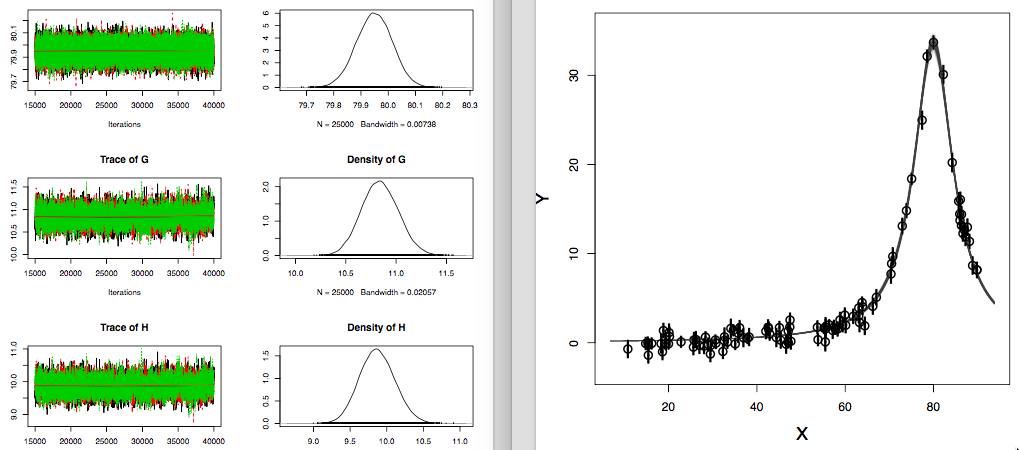 80.1
79.9
79.7
15000 20000 25000 30000 35000 40000
Iterations
6
5
4
3
2
1
0
79.7 79.8 79.9 80.0 80.1 80.2 80.3
N = 25000 Bandwidth = 0.00738
Trace of G
11.5
11.0
10.5
10.0
15000 20000 25000 30000 35000 40000
Iterations
Density of G
2.0
1.0
0.0
10.0 10.5 11.0 11.5
N = 25000 Bandwidth = 0.02057
Trace of H
11.0
10.0
9.0
15000 20000 25000 30000 35000 40000
Density of H
1.5
1.0
0.5
0.0
9.0 9.5 10.0 10.5 11.0
Y
30
20
10
0
20 40 60 80
X